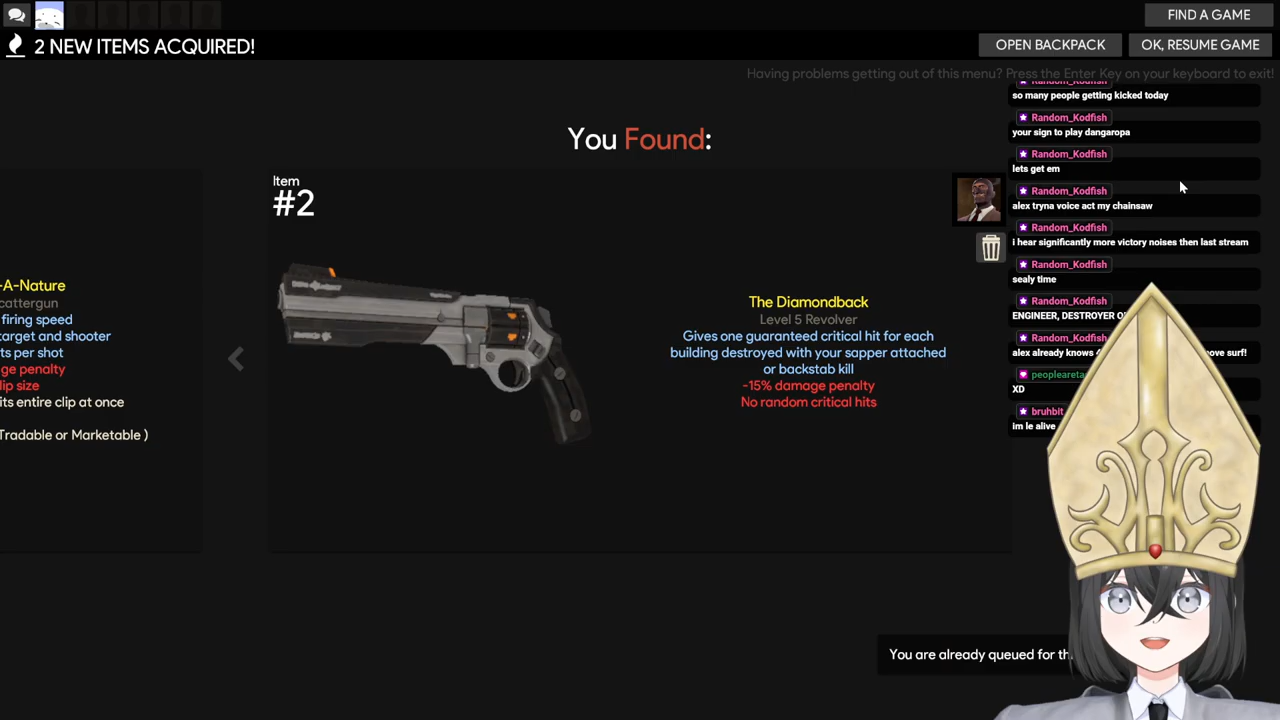 FIND A GAME
2 NEW ITEMS ACQUIRED!
OPEN BACKPACK
OK, RESUME GAME
Having problems getting out of this menu? Press the Enter Key on your keyboard to exit!
You Found:
-A-Nature
cattergun
firing speed
target and shooter
ts per shot
ge penalty
lip size
its entire clip at once
Tradable or Marketable )
Item
#2
The Diamondback
Level 5 Revolver
Gives one guaranteed critical hit for each
building destroyed with your sapper attached
or backstab kill
-15% damage penalty
No random critical hits
Random_Kodfish
so many people getting kicked today
Random_Kodfish
your sign to play dangaropa
Random_Kodfish
lets get em
Random_Kodfish
alex tryna voice act my chainsaw
Random_Kodfish
i hear significantly more victory noises then last stream
Random_Kodfish
sealy time
Random_Kodfish
ENGINEER, DESTROYER
Random_Kodfish
alex already knows ove surf!
peopleareta
XD
bruhbit
im le alive
You are already queued for